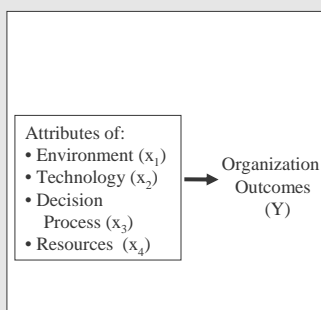 Attributes of:
• Environment (x₁)
• Technology (x₂)
• Decision
Process (x₃)
• Resources (x₄)
Organization
Outcomes
(Y)